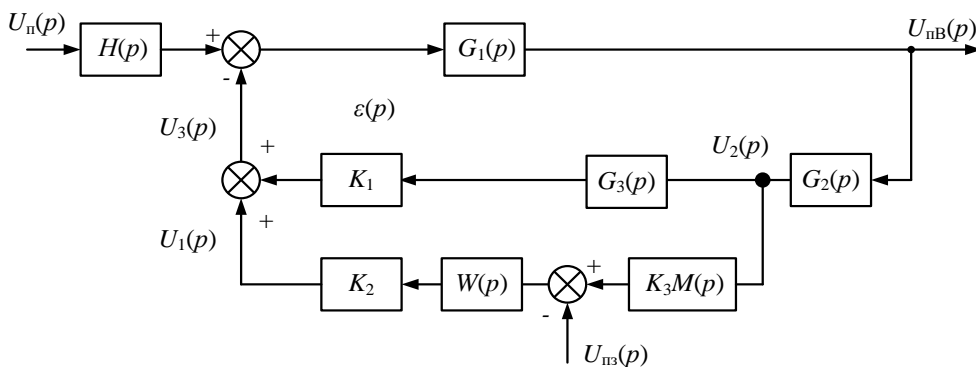 Uп(p)
UпВ(p)
+
H(p)
G1(p)
-
ε(p)
U3(p)
+
U2(p)
K1
G3(p)
G2(p)
+
U1(p)
+
K2
W(p)
K3M(p)
-
Uпз(p)